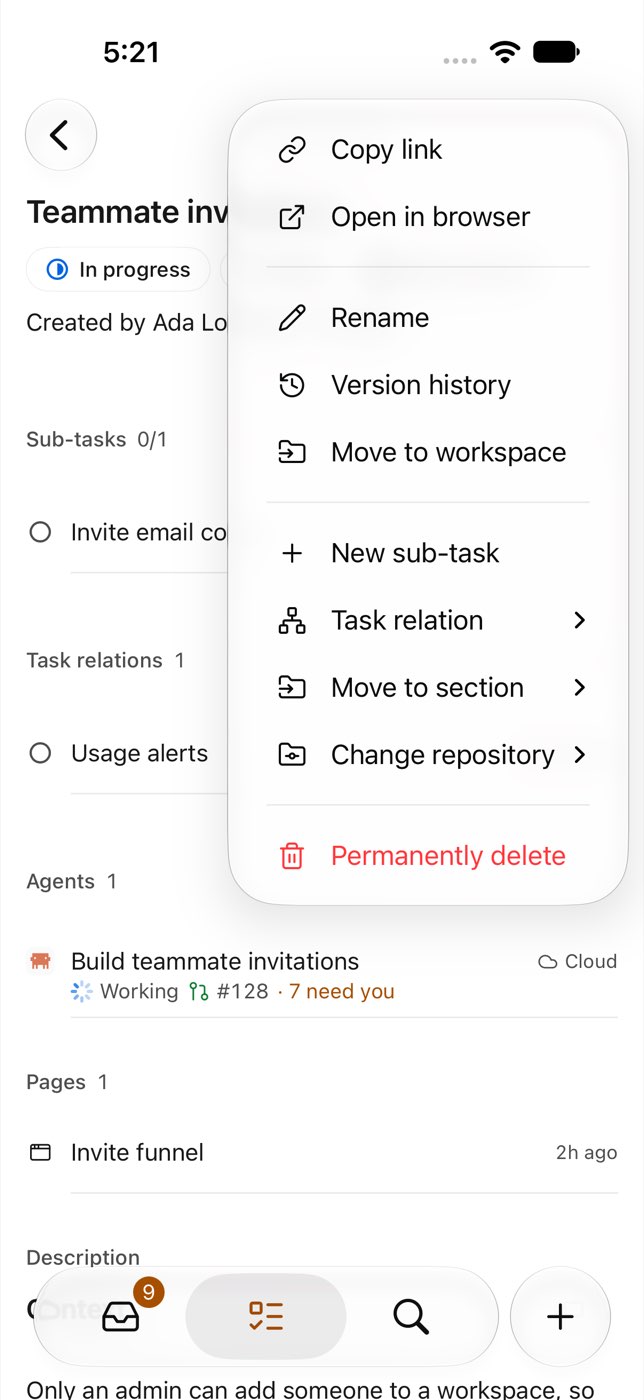 5:21
Copy link
Open in browser
Rename
Version history
Move to workspace
New sub-task
Task relation
Move to section
Change repository
Permanently delete
Teammate
In progress
Created by Ada
Sub-tasks 0/1
Invite email
Task relations 1
Usage alerts
Agents 1
Build teammate invitations
Cloud
Working #128 · 7 need you
Pages 1
Invite funnel
2h ago
Description
9
Only an admin can add someone to a workspace, so